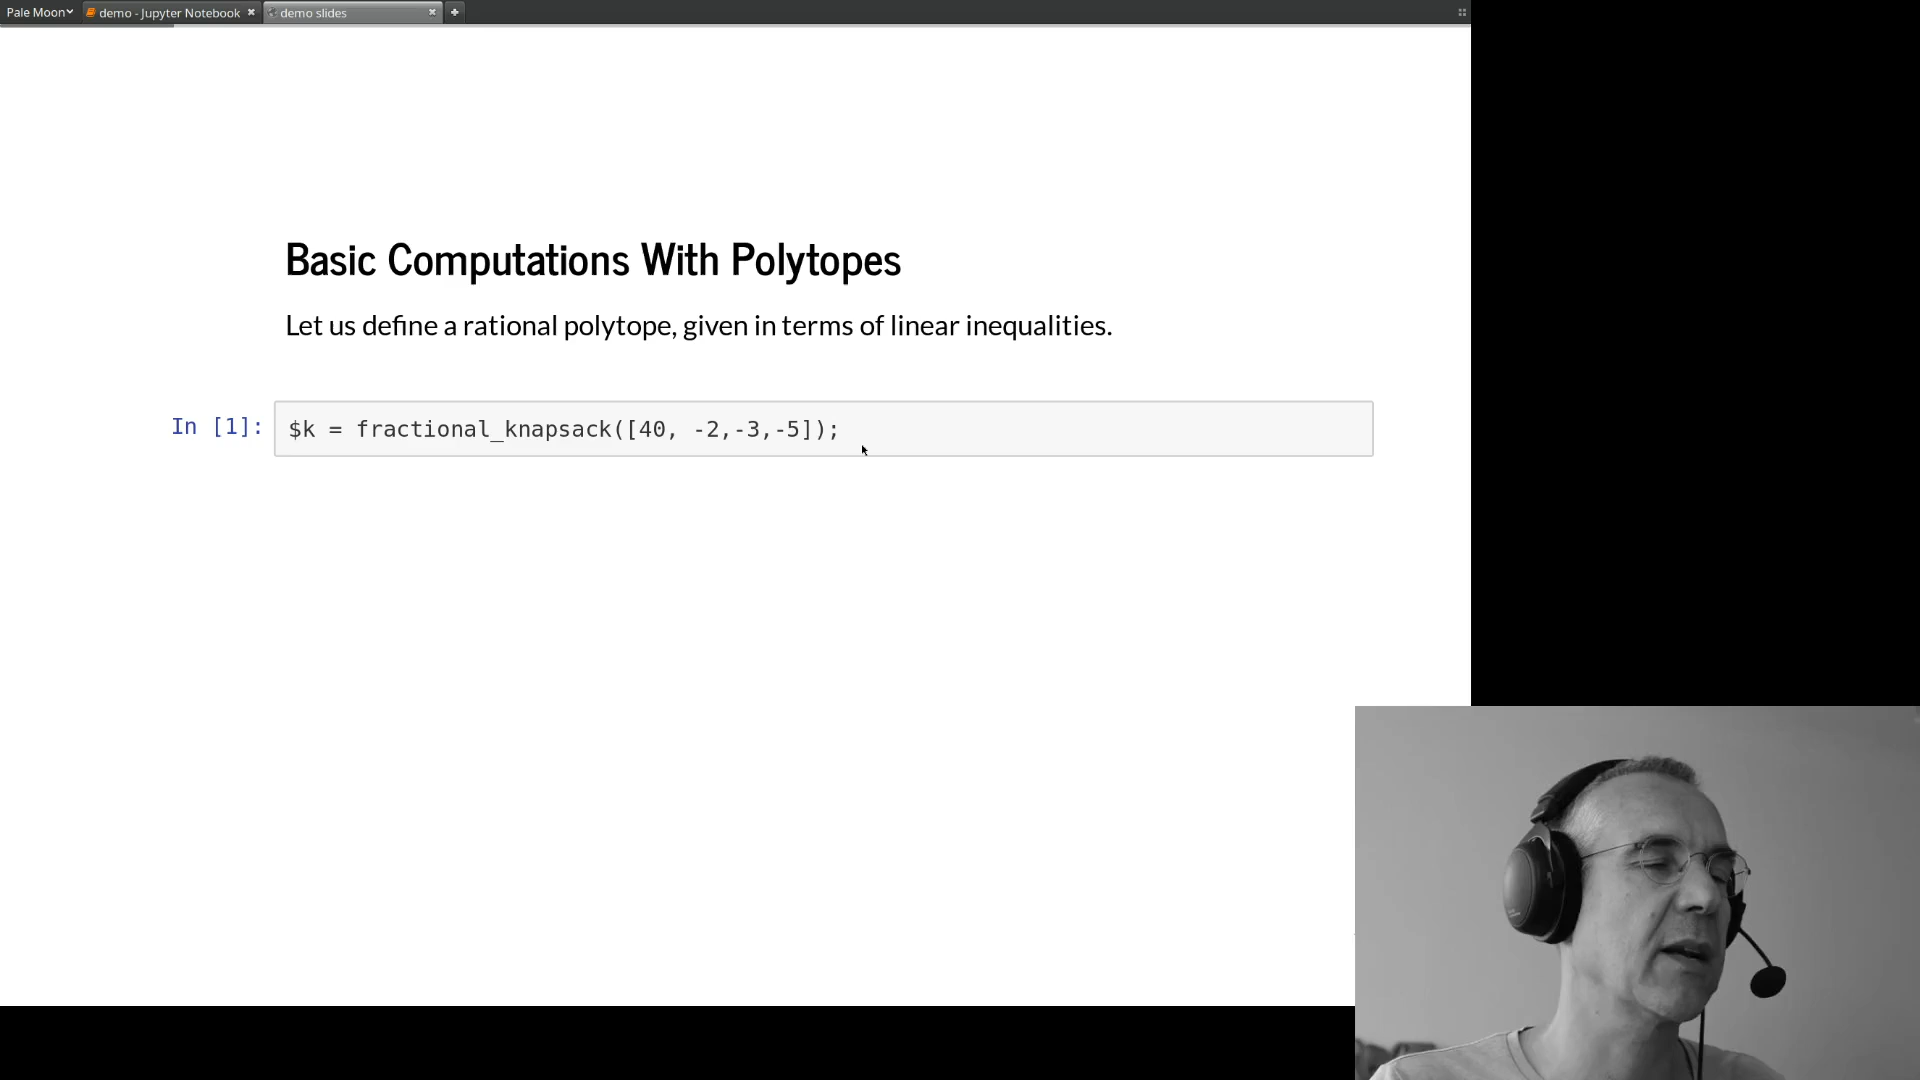 Pale Moon
demo - Jupyter Notebook
demo slides
Basic Computations With Polytopes
Let us define a rational polytope, given in terms of linear inequalities.
In [1]:
$k = fractional_knapsack([40, -2,-3,-5]);